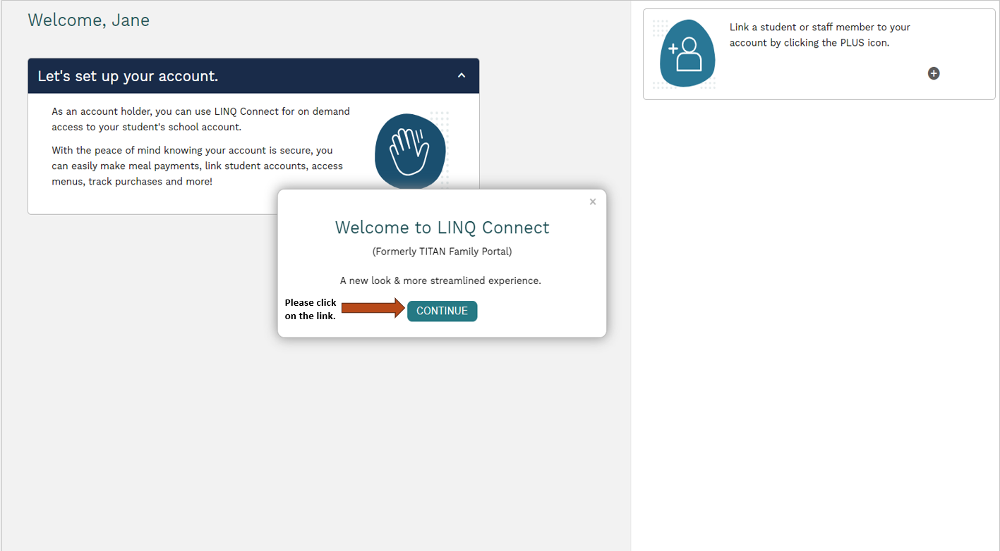 Welcome, Jane
Let's set up your account.
As an account holder, you can use LINQ Connect for on demand
access to your student's school account.
With the peace of mind knowing your account is secure, you
can easily make meal payments, link student accounts, access
menus, track purchases and more!
Welcome to LINQ Connect
(Formerly TITAN Family Portal)
A new look & more streamlined experience.
Please click
on the link.
CONTINUE
Link a student or staff member to your
account by clicking the PLUS icon.